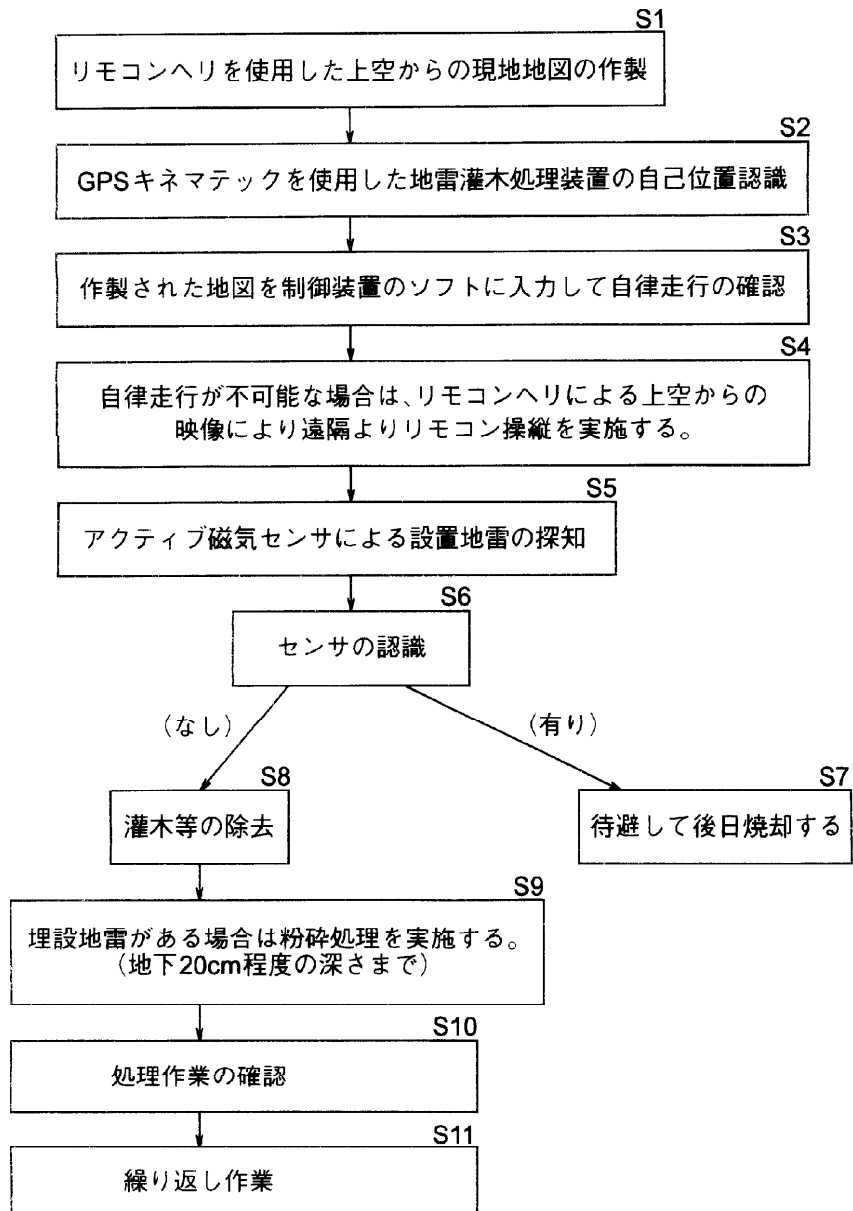 S1
リモコンヘリを使用した上空からの現地地図の作製
S2
GPSキネマテックを使用した地雷灌木処理装置の自己位置認識
S3
作製された地図を制御装置のソフトに入力して自律走行の確認
S4
自律走行が不可能な場合は、リモコンヘリによる上空からの
映像により遠隔よりリモコン操縦を実施する。
S5
アクティブ磁気センサによる設置地雷の探知
S6
センサの認識
(なし)
(有り)
S8
灌木等の除去
S7
待避して後日焼却する
S9
埋設地雷がある場合は粉砕処理を実施する。
(地下20cm程度の深さまで)
S10
処理作業の確認
S11
繰り返し作業